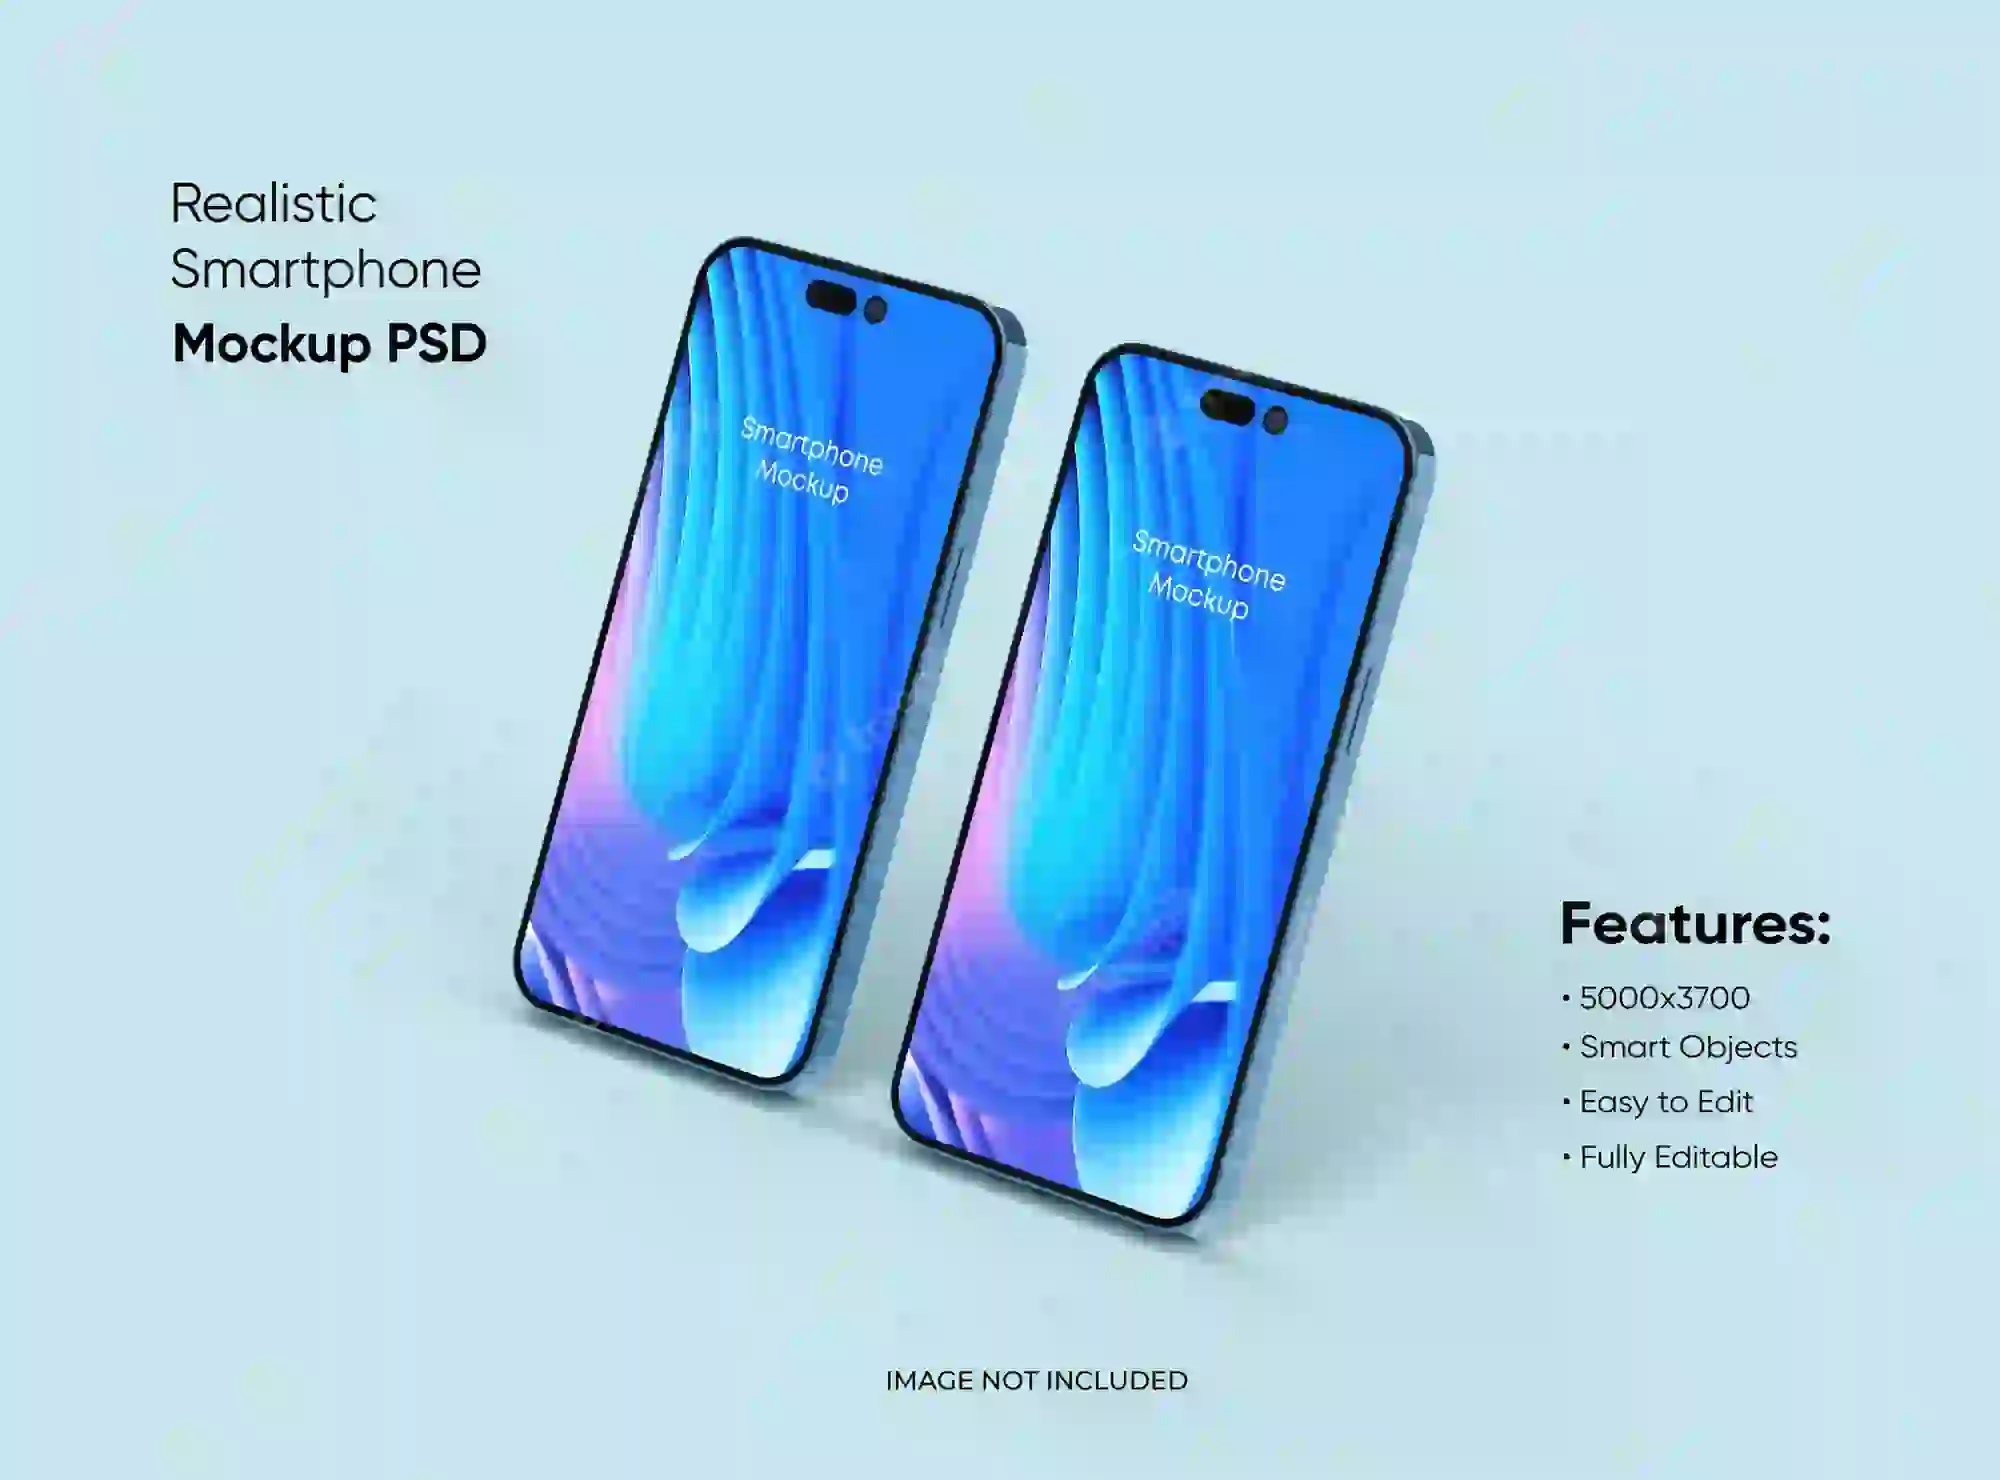 Realistic
Smartphone
Mockup PSD
Smartphone
Mockup
Smartphone
Mockup
Features:
• 5000x3700
• Smart Objects
• Easy to Edit
• Fully Editable
IMAGE NOT INCLUDED